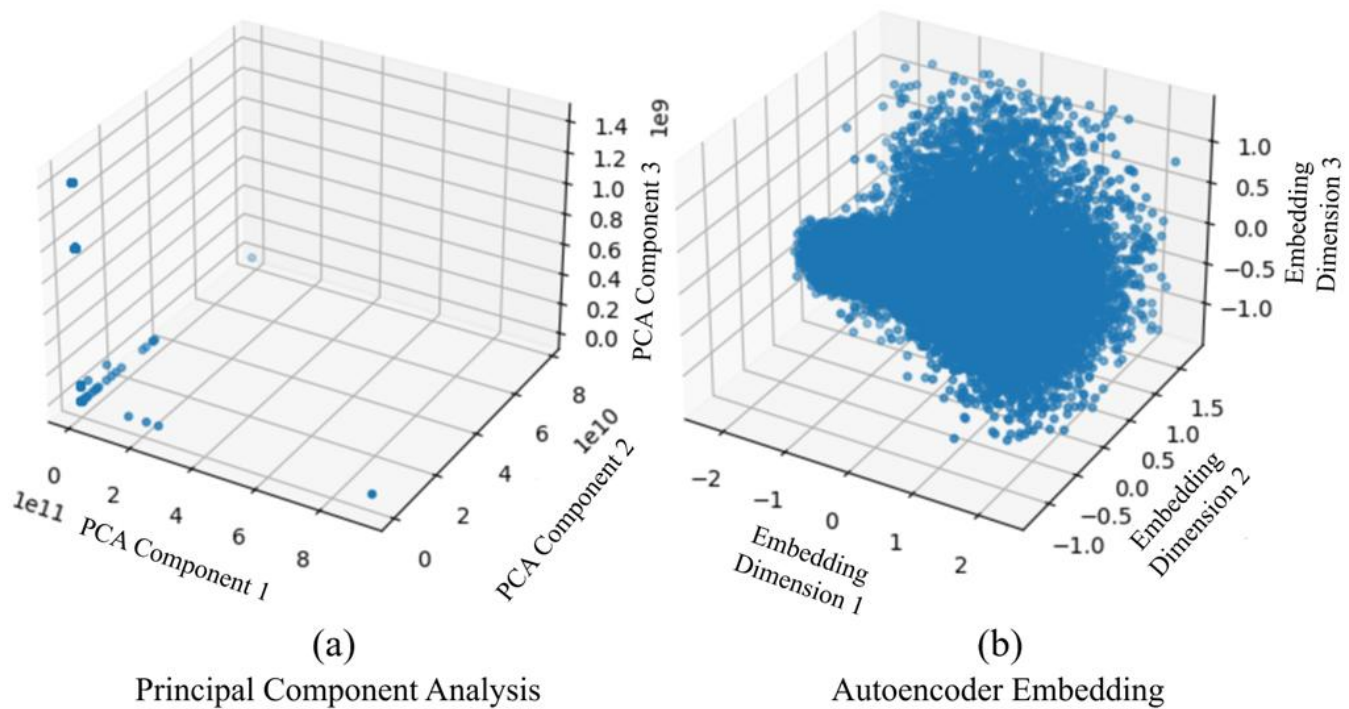 1.4
1.2
1.0
0.8
0.6
0.4
0.2
0.0
1e9
PCA Component 3
0
2
4
6
8
1e11
PCA Component 1
0
2
4
6
8
1e10
PCA Component 2
(a)
Principal Component Analysis
1.0
0.5
0.0
−0.5
−1.0
Embedding
Dimension 3
−2
−1
0
1
2
Embedding
Dimension 1
1.5
1.0
0.5
0.0
−0.5
−1.0
Embedding
Dimension 2
(b)
Autoencoder Embedding